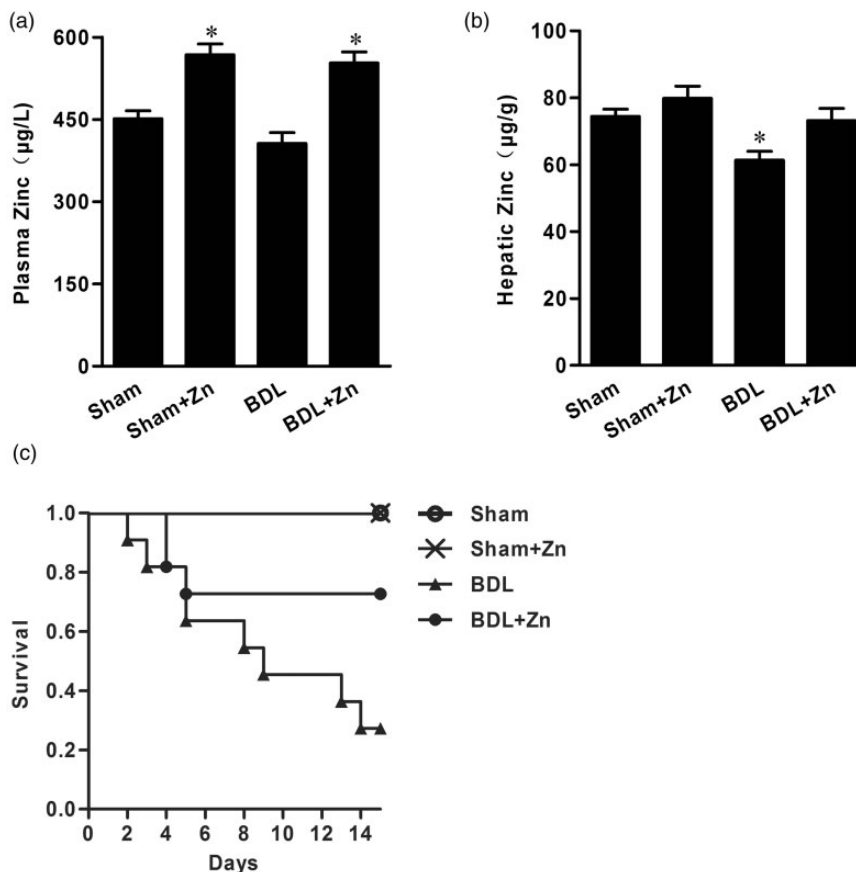 (a)
600
450
300
150
0
Plasma Zinc （μg/L）
*
*
Sham
Sham+Zn
BDL
BDL+Zn
(b)
100
80
60
40
20
0
Hepatic Zinc （μg/g）
*
Sham
Sham+Zn
BDL
BDL+Zn
(c)
1.0
0.8
0.6
0.4
0.2
0.0
Survival
0 2 4 6 8 10 12 14
Days
Sham
Sham+Zn
BDL
BDL+Zn